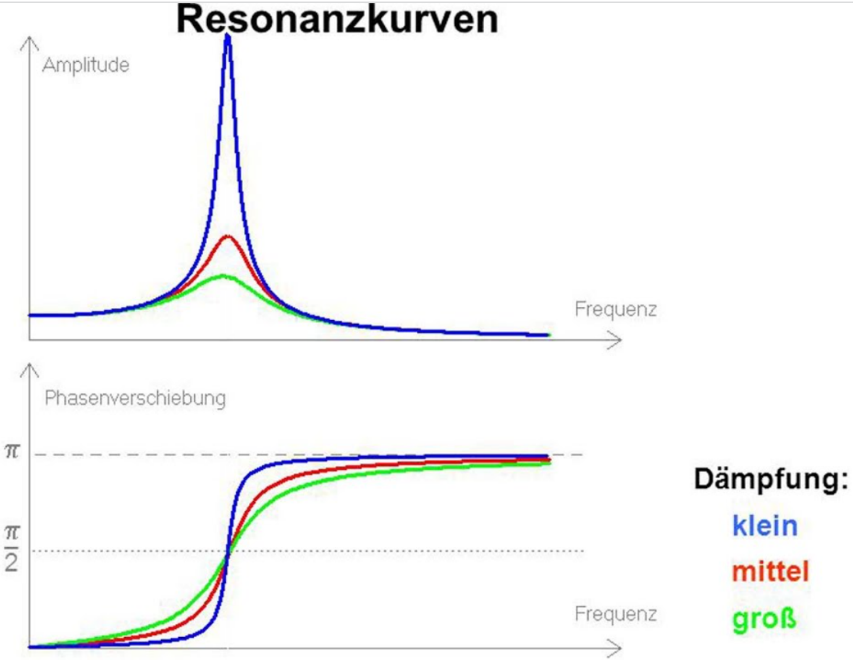 Resonanzkurven
Amplitude
Frequenz
Phasenverschiebung
π
π
2
Frequenz
Dämpfung:
klein
mittel
groß